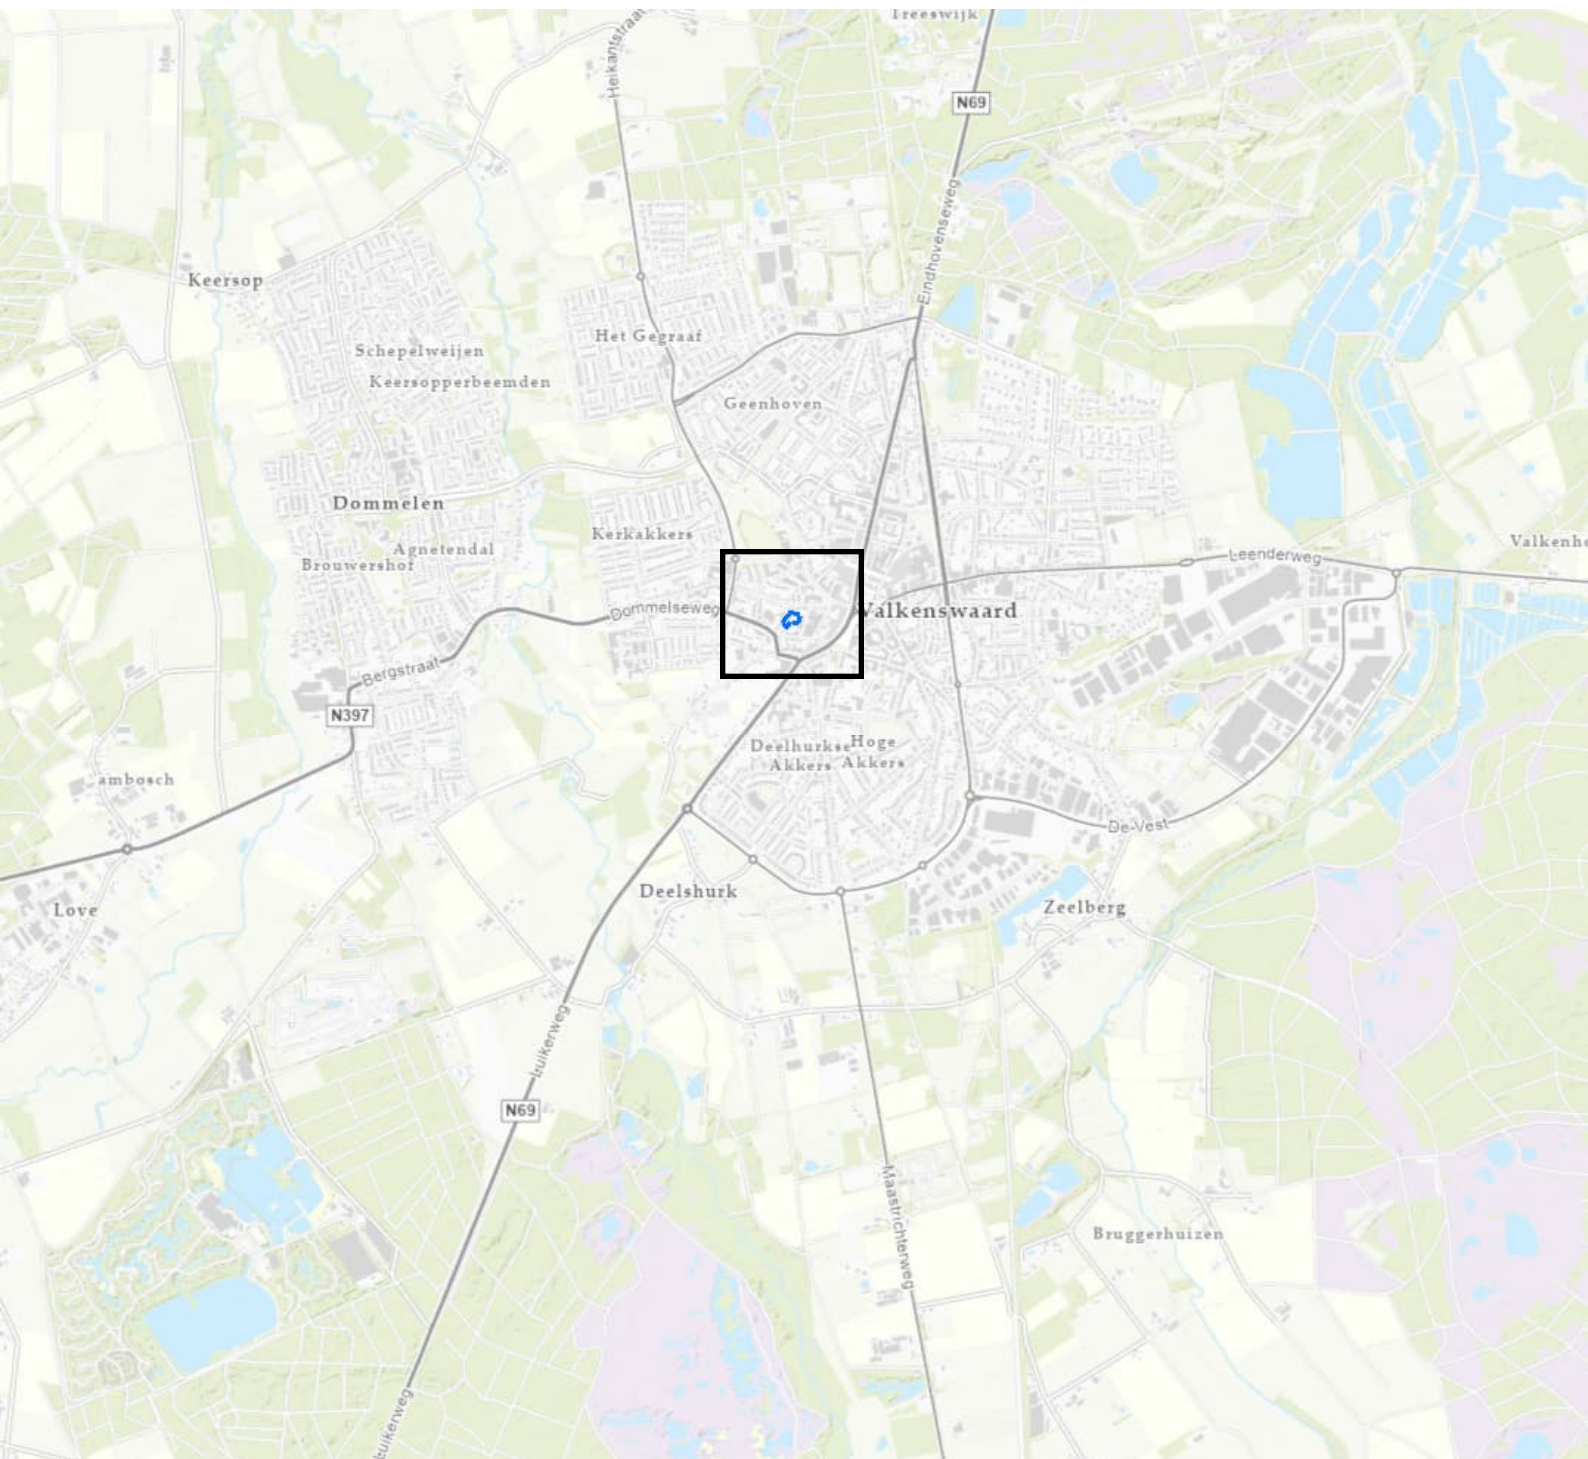 Treeswijk
Heikantstraat
N69
Eindhovenseweg
Keersop
Het Gegraaf
Schepelweijen
Keersopperbeemden
Geenhoven
Dommelen
Kerkakkers
Agnetendal
Brouwershof
Valkenho
Leenderweg
Dommelseweg
Valkenswaard
Bergstraat
N397
Deelhurkse
Akkers
Hoge
Akkers
ambosch
De Vest
Deelshurk
Love
Zeelberg
Luikerweg
N69
Maastrichterweg
Bruggerhuizen
Luikerweg